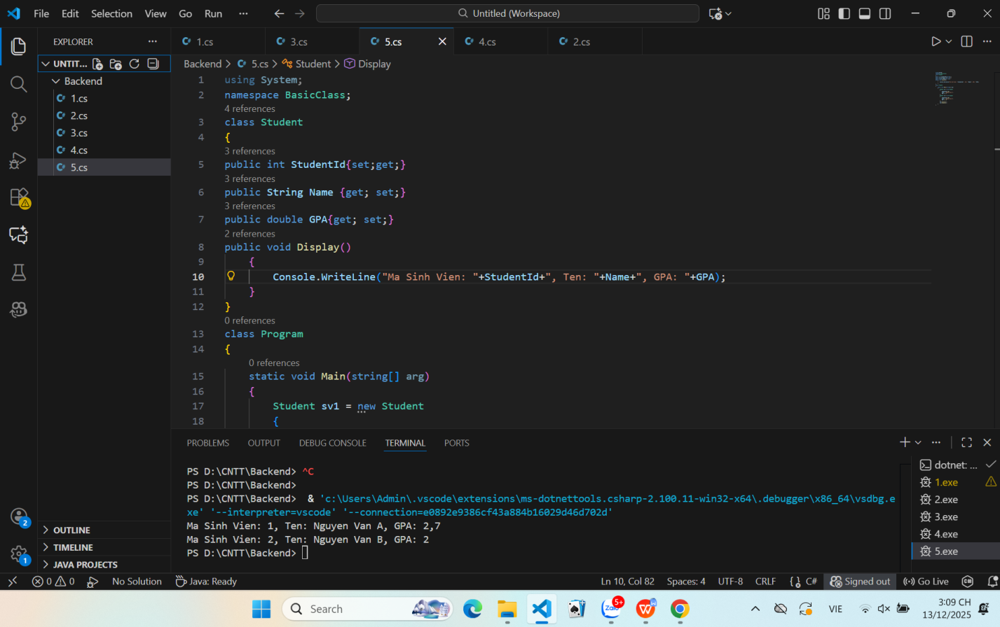 File Edit Selection View Go Run ··· Untitled (Workspace)
EXPLORER ···
UNTIT...
Backend
1.cs
2.cs
3.cs
4.cs
5.cs
OUTLINE
TIMELINE
JAVA PROJECTS
1.cs 3.cs 5.cs 4.cs 2.cs
Backend > 5.cs > Student > Display
1 using System;
2 namespace BasicClass;
4 references
3 class Student
4 {
3 references
5 public int StudentId{set;get;}
3 references
6 public String Name {get; set;}
3 references
7 public double GPA{get; set;}
2 references
8 public void Display()
9 {
10 Console.WriteLine("Ma Sinh Vien: "+StudentId+", Ten: "+Name+", GPA: "+GPA);
11 }
12 }
0 references
13 class Program
14 {
0 references
15 static void Main(string[] arg)
16 {
17 Student sv1 = new Student
18 {
PROBLEMS OUTPUT DEBUG CONSOLE TERMINAL PORTS
PS D:\CNTT\Backend> ^C
PS D:\CNTT\Backend>
PS D:\CNTT\Backend> & 'c:\Users\Admin\.vscode\extensions\ms-dotnettools.csharp-2.100.11-win32-x64\.debugger\x86_64\vsdbg.e
xe' '--interpreter=vscode' '--connection=e0892e9386cf43a884b16029d46d702d'
Ma Sinh Vien: 1, Ten: Nguyen Van A, GPA: 2,7
Ma Sinh Vien: 2, Ten: Nguyen Van B, GPA: 2
PS D:\CNTT\Backend>
dotnet: ...
1.exe
2.exe
3.exe
4.exe
5.exe
2
1
0 0 No Solution Java: Ready Ln 10, Col 82 Spaces: 4 UTF-8 CRLF {} C# Signed out Go Live
Search
Zalo
5+
VIE
3:09 CH
13/12/2025